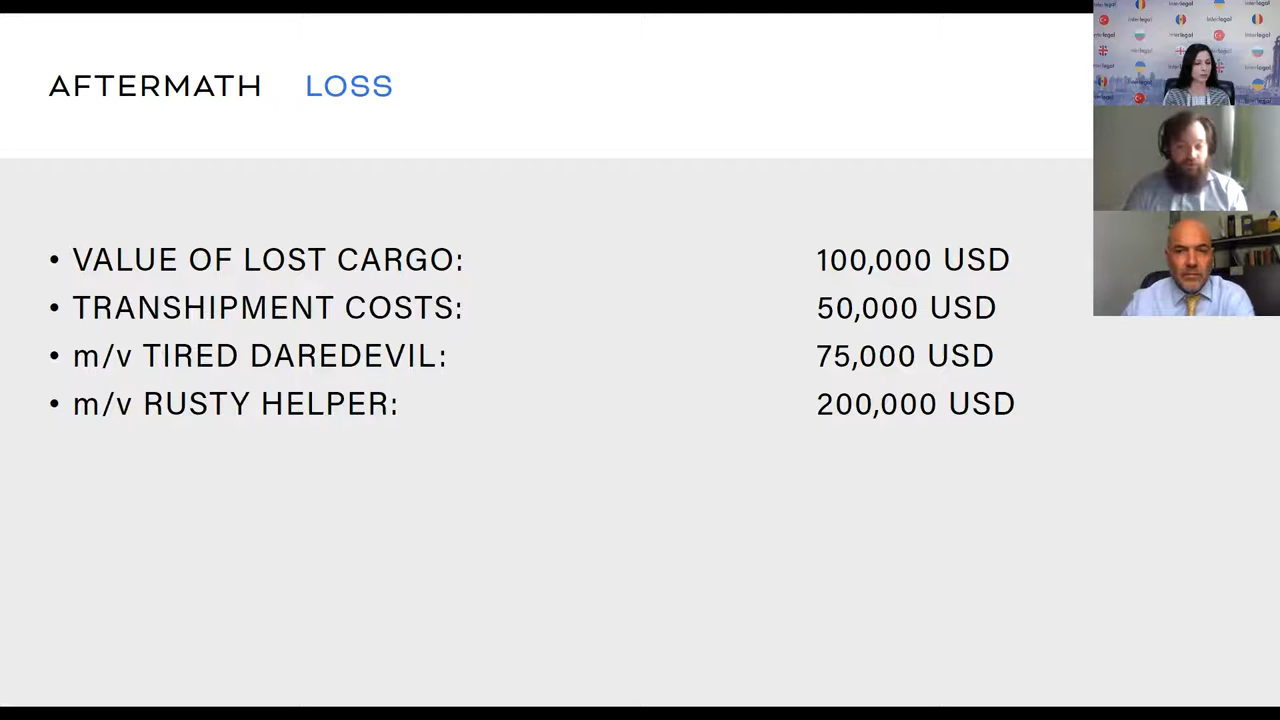 AFTERMATH LOSS
• VALUE OF LOST CARGO: 100,000 USD
• TRANSHIPMENT COSTS: 50,000 USD
• m/v TIRED DAREDEVIL: 75,000 USD
• m/v RUSTY HELPER: 200,000 USD
Interlegal